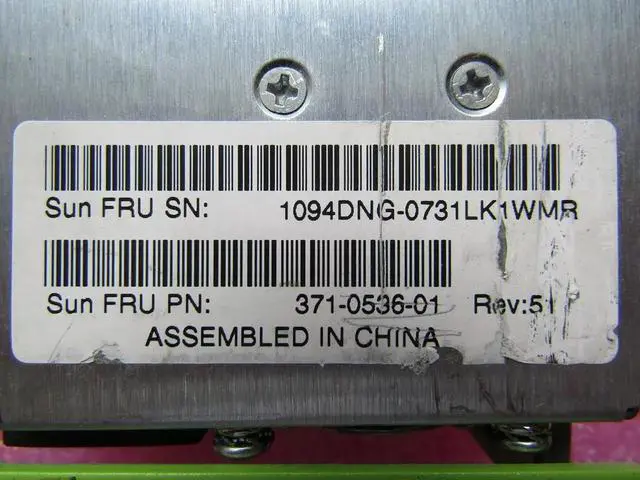 Sun FRU SN: 1094DNG-0731LK1WMR
Sun FRU PN: 371-0536-01 Rev:51
ASSEMBLED IN CHINA